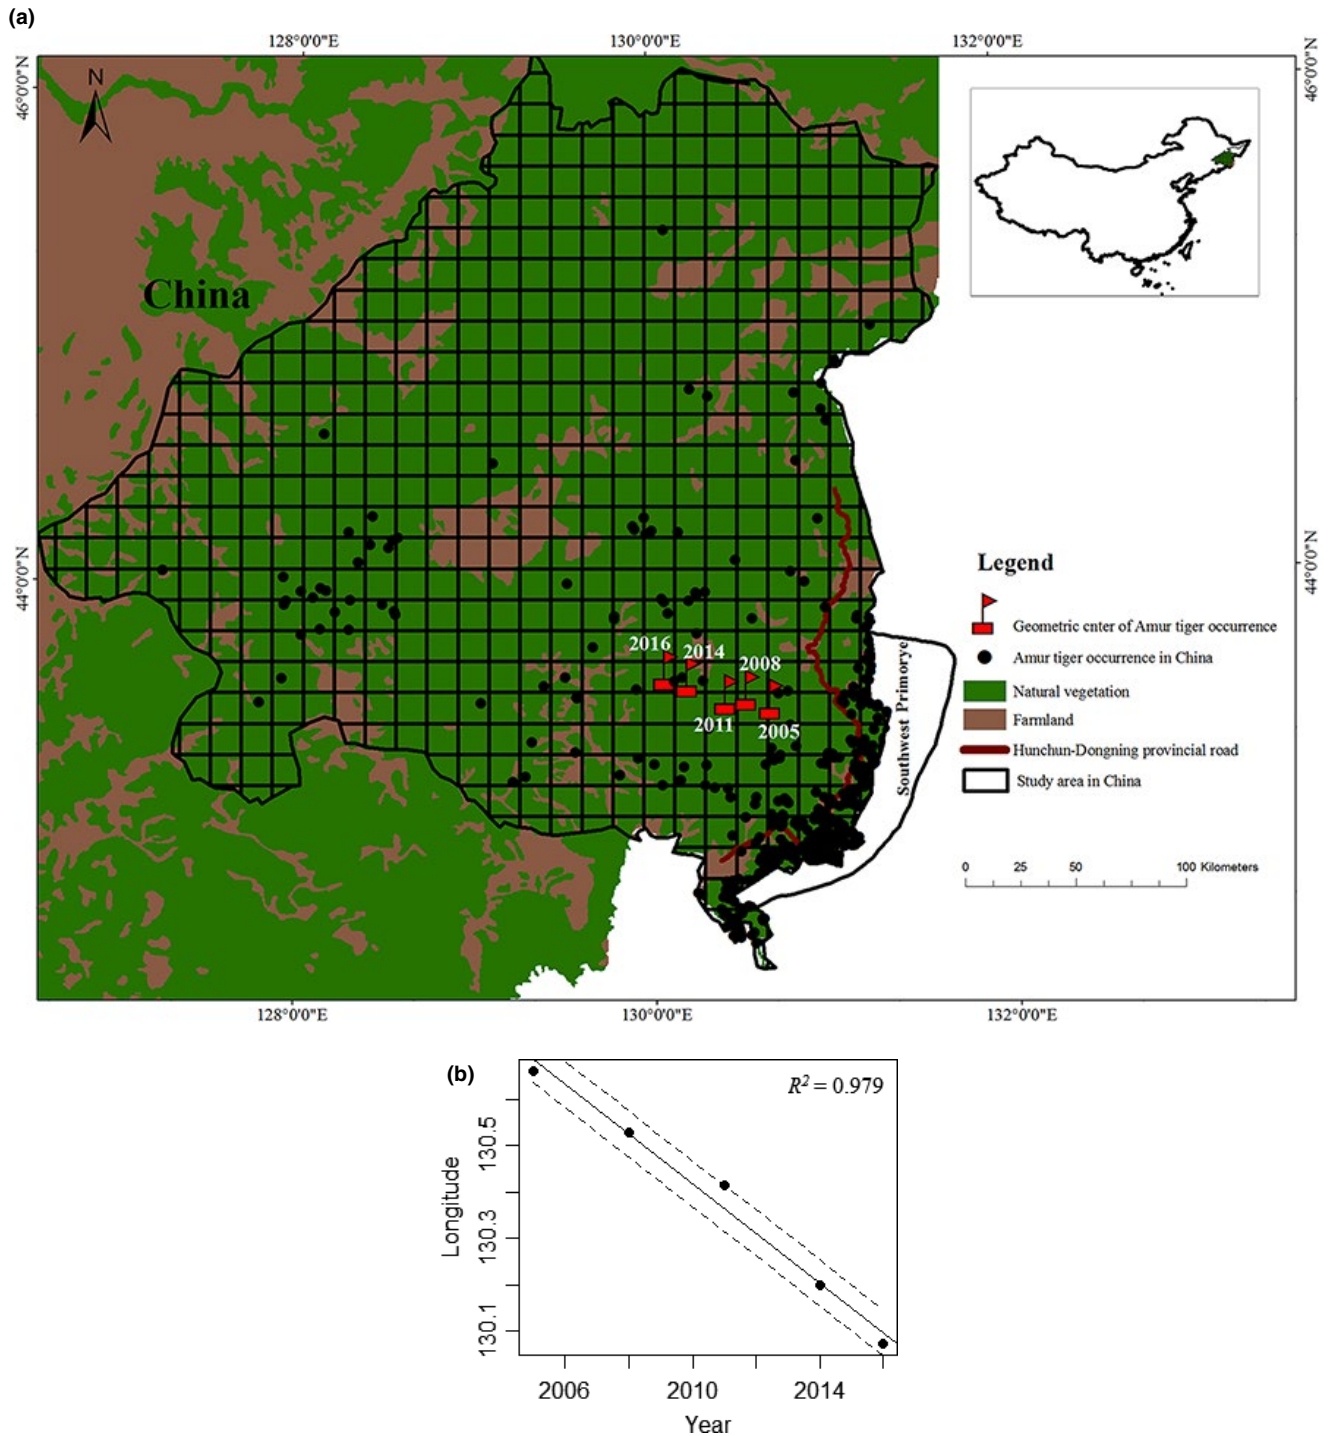 (a)
128°0'0"E 130°0'0"E 132°0'0"E
46°0'0"N
46°0'0"N
N
China
44°0'0"N
44°0'0"N
2016
2014
2008
2011
2005
Southwest Primorye
Legend
Geometric cnter of Amur tiger occurrence
Amur tiger occurrence in China
Natural vegetation
Farmland
Hunchun-Dongning provincial road
Study area in China
0 25 50 100 Kilometers
128°0'0"E 130°0'0"E 132°0'0"E
(b)
R² = 0.979
Longitude
130.5
130.3
130.1
2006 2010 2014
Year